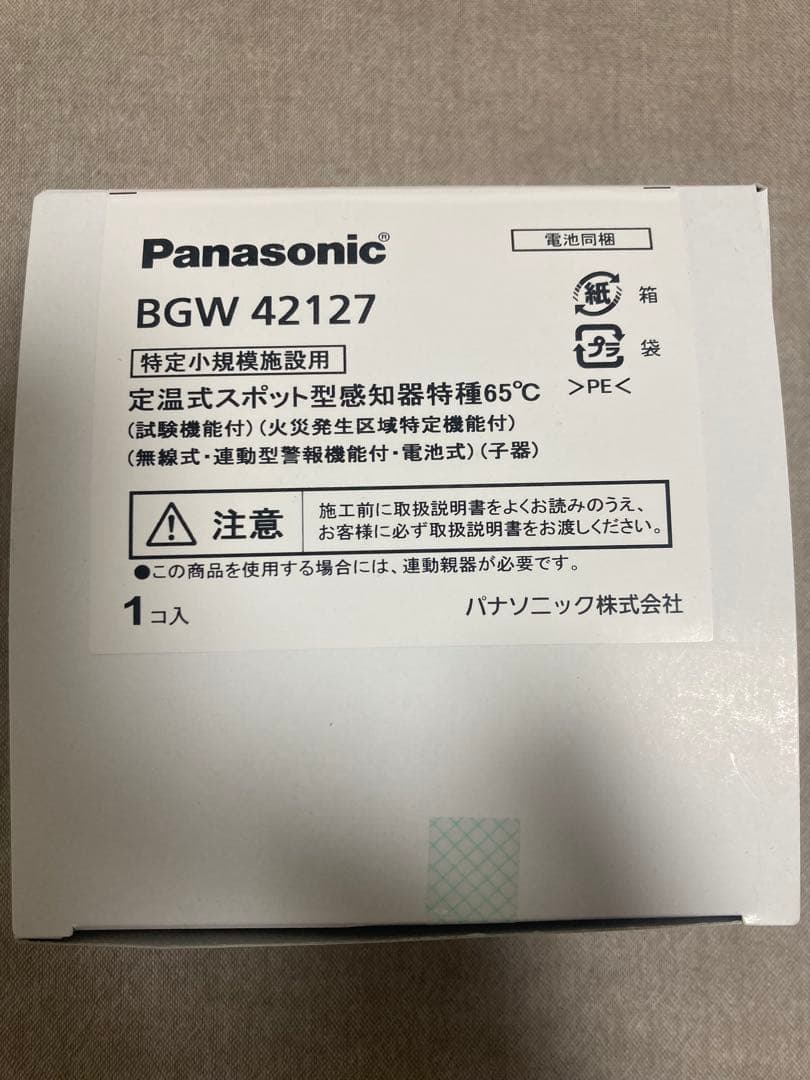 Panasonic®
電池同梱
BGW 42127
紙 箱
プラ 袋
>PE<
特定小規模施設用
定温式スポット型感知器特種65℃
(試験機能付)(火災発生区域特定機能付)
(無線式・連動型警報機能付・電池式)(子器)
注意
施工前に取扱説明書をよくお読みのうえ、
お客様に必ず取扱説明書をお渡しください。
●この商品を使用する場合には、連動親器が必要です。
1コ入
パナソニック株式会社